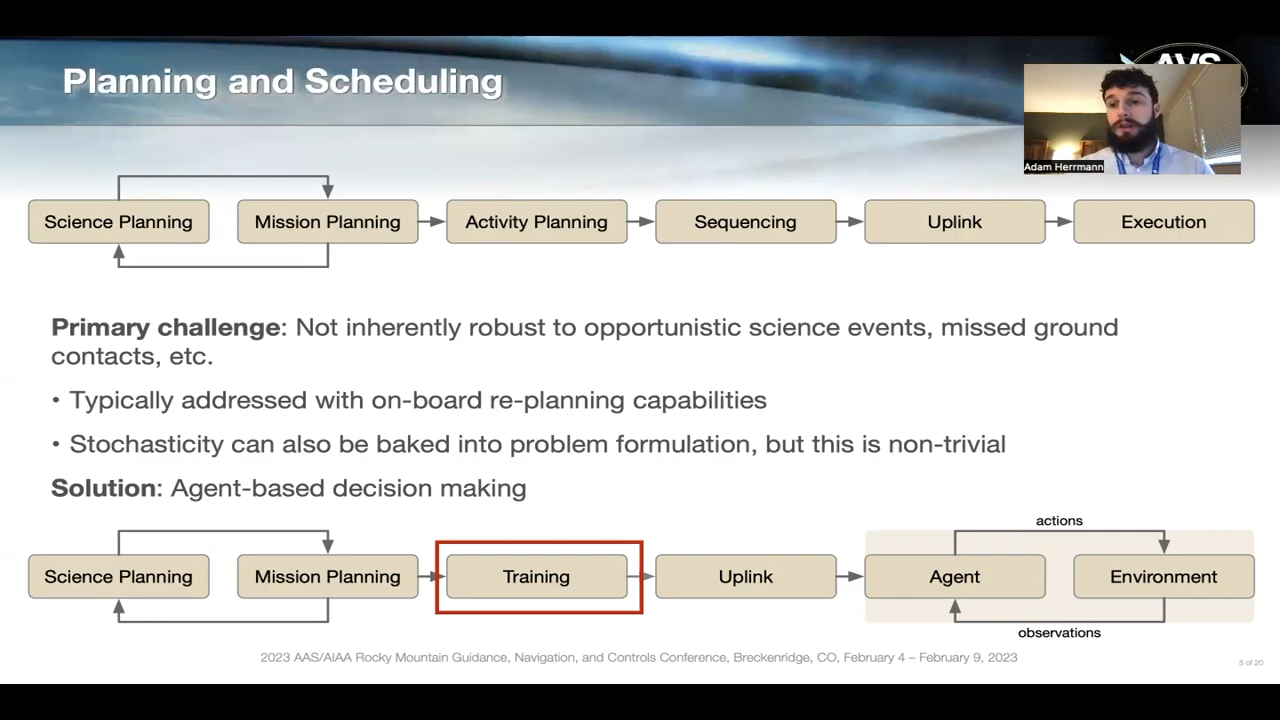 Planning and Scheduling
AVS
Adam Herrmann
Science Planning
Mission Planning
Activity Planning
Sequencing
Uplink
Execution
Primary challenge: Not inherently robust to opportunistic science events, missed ground
contacts, etc.
• Typically addressed with on-board re-planning capabilities
• Stochasticity can also be baked into problem formulation, but this is non-trivial
Solution: Agent-based decision making
actions
Science Planning
Mission Planning
Training
Uplink
Agent
Environment
observations
2023 AAS/AIAA Rocky Mountain Guidance, Navigation, and Controls Conference, Breckenridge, CO, February 4 – February 9, 2023
5 of 20